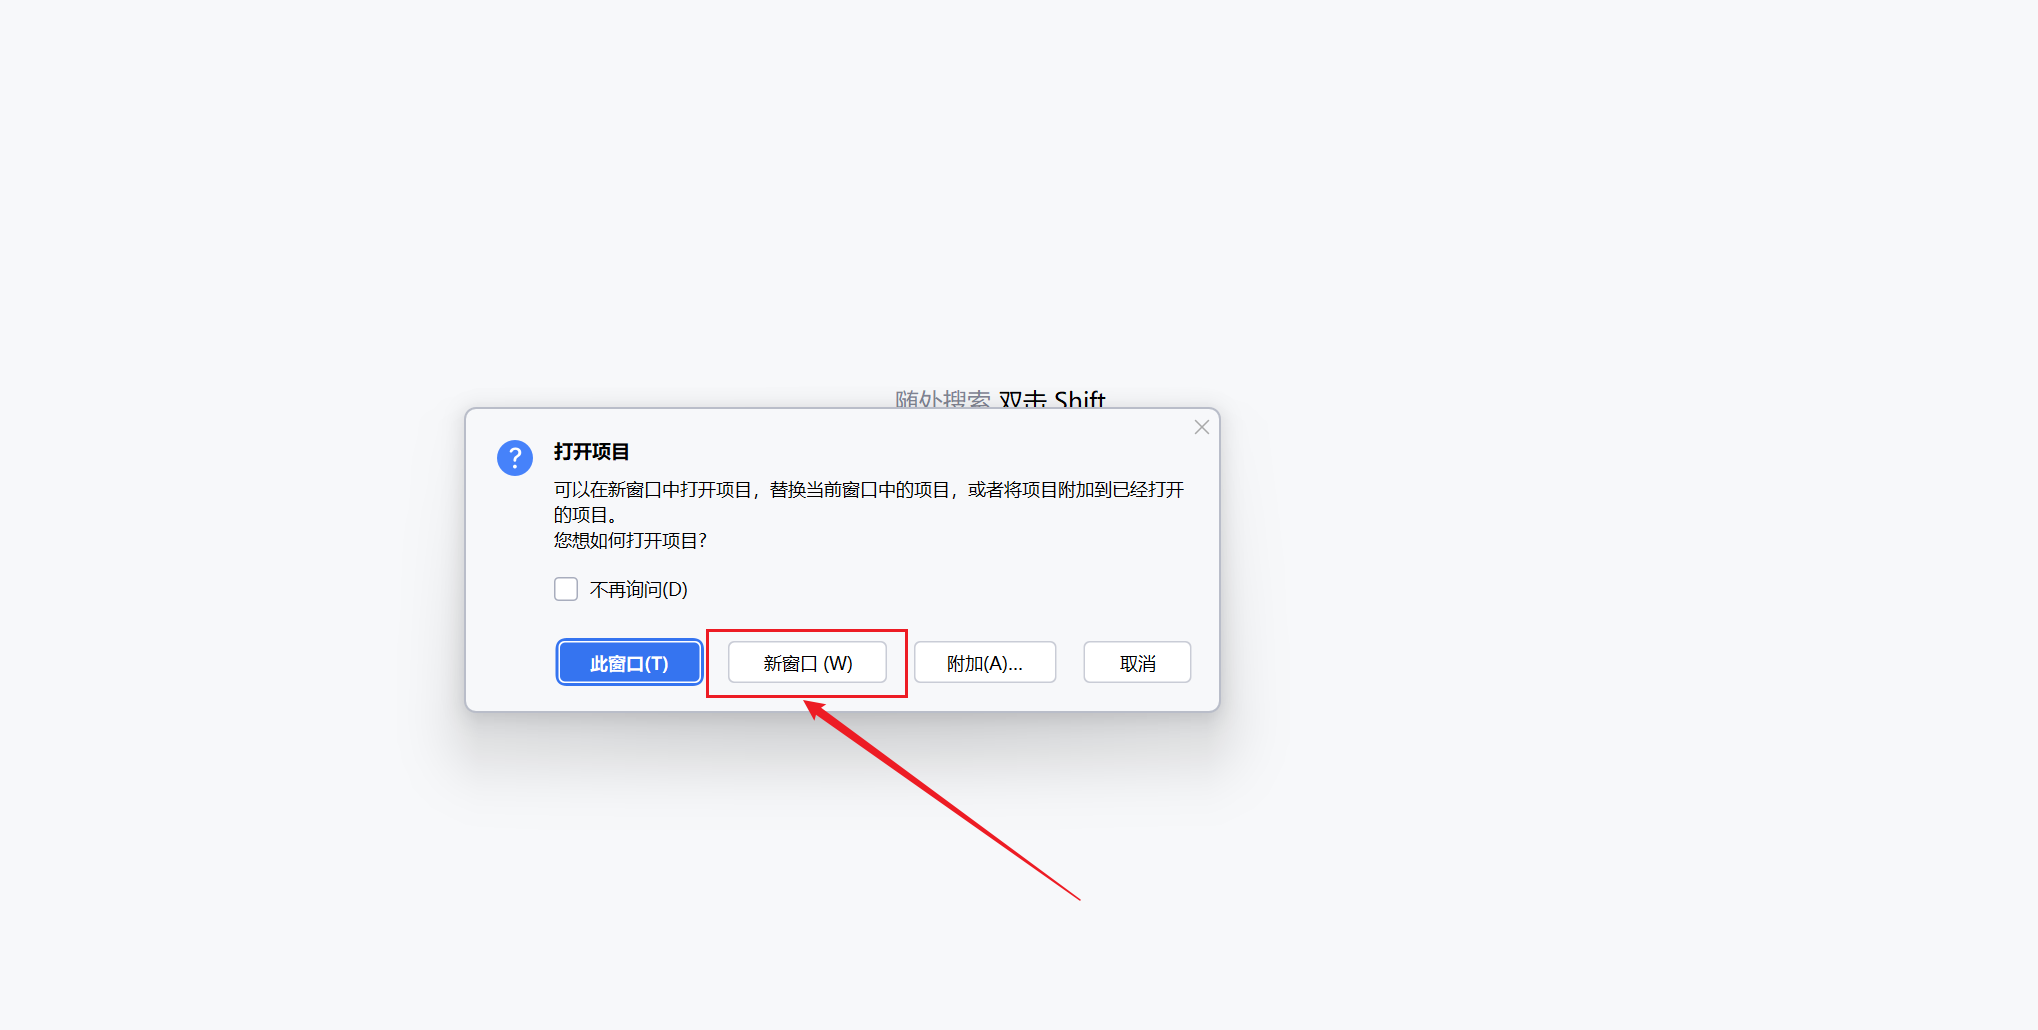 随处搜索 双击 Shift
打开项目
可以在新窗口中打开项目，替换当前窗口中的项目，或者将项目附加到已经打开
的项目。
您想如何打开项目?
不再询问(D)
此窗口(T) 新窗口 (W) 附加(A)... 取消